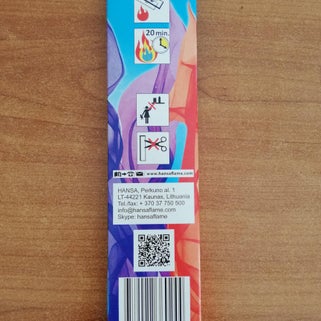 20 min.
www.hansaflame.com
HANSA, Perkuno al. 1
LT-44221 Kaunas, Lithuania
Tel./fax: + 370 37 750 500
info@hansaflame.com
Skype: hansaflame